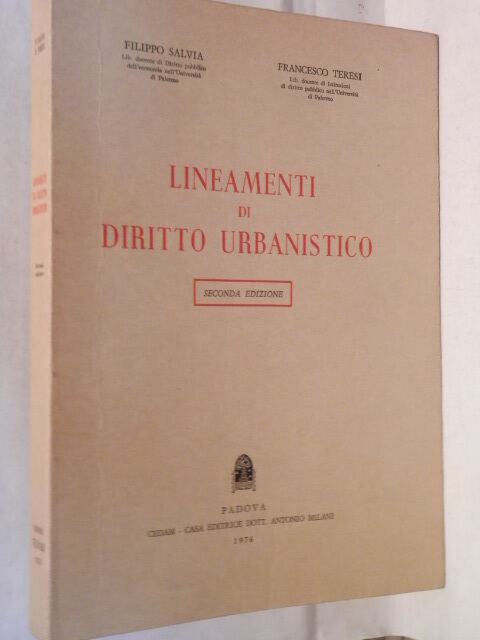 FILIPPO SALVIA
Lib. docente di Diritto pubblico
dell'economia nell'Università
di Palermo
FRANCESCO TERESI
Lib. docente di Istituzioni
di diritto pubblico nell'Università
di Palermo
LINEAMENTI
DI
DIRITTO URBANISTICO
SECONDA EDIZIONE
PADOVA
CEDAM - CASA EDITRICE DOTT. ANTONIO MILANI
1976